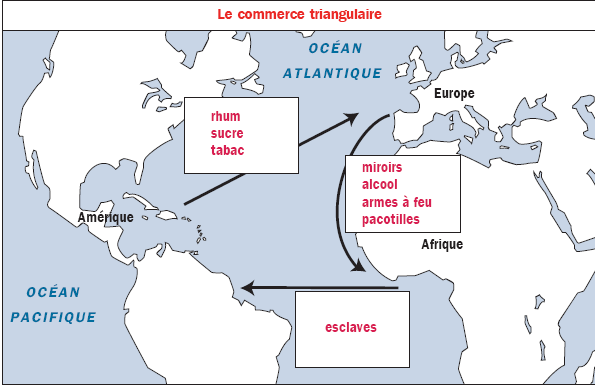 Le commerce triangulaire
OCÉAN
ATLANTIQUE
Europe
rhum
sucre
tabac
miroirs
alcool
armes à feu
pacotilles
Amérique
Afrique
OCÉAN
PACIFIQUE
esclaves